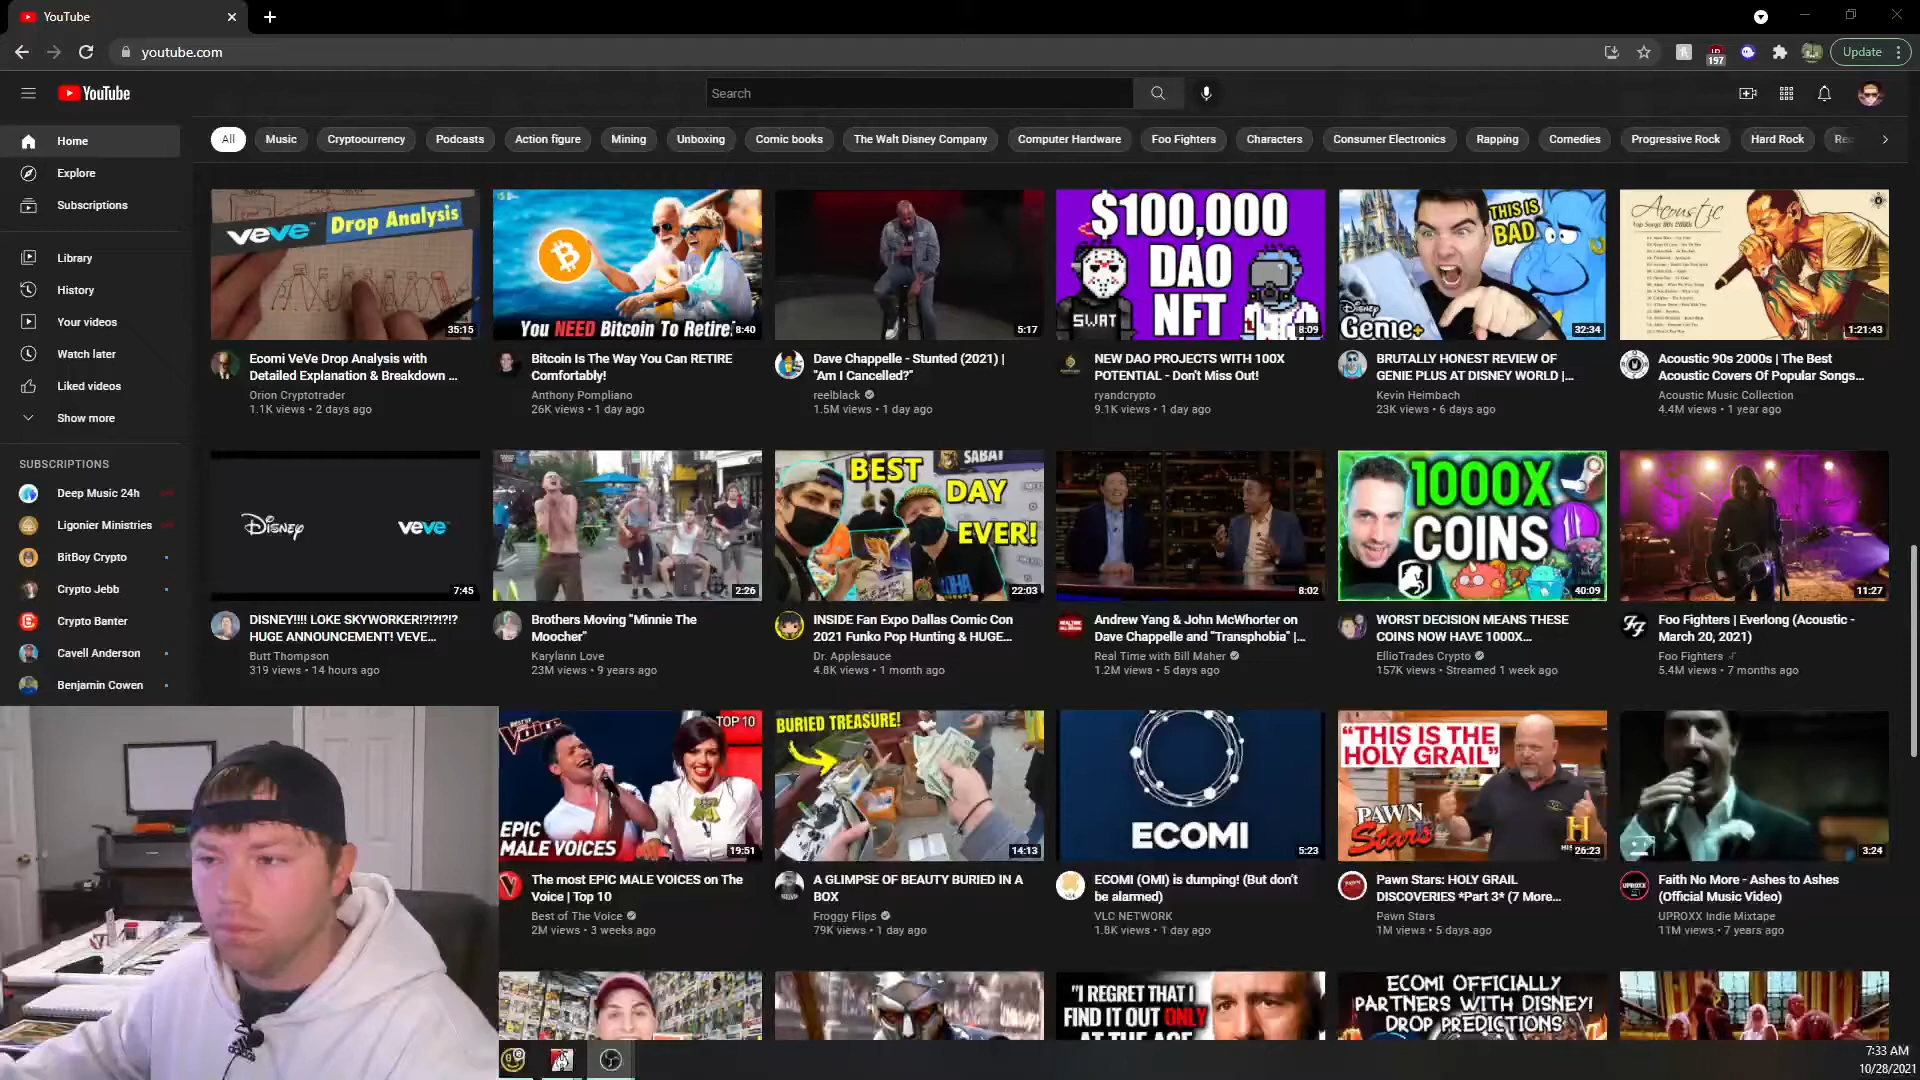 YouTube
youtube.com
197
Update
YouTube
Search
All
Music
Cryptocurrency
Podcasts
Action figure
Mining
Unboxing
Comic books
The Walt Disney Company
Computer Hardware
Foo Fighters
Characters
Consumer Electronics
Rapping
Comedies
Progressive Rock
Hard Rock
Home
Explore
Subscriptions
Library
History
Your videos
Watch later
Liked videos
Show more
SUBSCRIPTIONS
Deep Music 24h
Ligonier Ministries
BitBoy Crypto
Crypto Jebb
Crypto Banter
Cavell Anderson
Benjamin Cowen
veve Drop Analysis
35:15
Ecomi VeVe Drop Analysis with
Detailed Explanation & Breakdown ...
Orion Cryptotrader
1.1K views • 2 days ago
You NEED Bitcoin To Retire.
8:40
Bitcoin Is The Way You Can RETIRE
Comfortably!
Anthony Pompliano
26K views • 1 day ago
5:17
Dave Chappelle - Stunted (2021) |
"Am I Cancelled?"
reelblack
1.5M views • 1 day ago
$100,000
DAO
NFT
SWAT
8:09
NEW DAO PROJECTS WITH 100X
POTENTIAL - Don't Miss Out!
ryandcrypto
9.1K views • 1 day ago
THIS IS
BAD
Disney
Genie+
32:34
BRUTALLY HONEST REVIEW OF
GENIE PLUS AT DISNEY WORLD |...
Kevin Heimbach
23K views • 6 days ago
Acoustic
Top Songs 90s 2000s
1:21:43
Acoustic 90s 2000s | The Best
Acoustic Covers Of Popular Songs...
Acoustic Music Collection
4.4M views • 1 year ago
Disney veve
7:45
DISNEY!!!! LOKE SKYWORKER!?!?!?!?
HUGE ANNOUNCEMENT! VEVE...
Butt Thompson
319 views • 14 hours ago
2:26
Brothers Moving "Minnie The
Moocher"
Karylann Love
23M views • 9 years ago
BEST
DAY
EVER!
SABAT
22:03
INSIDE Fan Expo Dallas Comic Con
2021 Funko Pop Hunting & HUGE...
Dr. Applesauce
4.8K views • 1 month ago
8:02
Andrew Yang & John McWhorter on
Dave Chappelle and "Transphobia" |...
Real Time with Bill Maher
1.2M views • 5 days ago
1000X
COINS
40:09
WORST DECISION MEANS THESE
COINS NOW HAVE 1000X...
EllioTrades Crypto
157K views • Streamed 1 week ago
11:27
FF
Foo Fighters | Everlong (Acoustic -
March 20, 2021)
Foo Fighters
5.4M views • 7 months ago
Voice
TOP 10
EPIC
MALE VOICES
19:51
The most EPIC MALE VOICES on The
Voice | Top 10
Best of The Voice
2M views • 3 weeks ago
BURIED TREASURE!
14:13
A GLIMPSE OF BEAUTY BURIED IN A
BOX
Froggy Flips
79K views • 1 day ago
ECOMI
5:23
ECOMI (OMI) is dumping! (But don't
be alarmed)
VLC NETWORK
1.8K views • 1 day ago
"THIS IS THE
HOLY GRAIL"
PAWN
Stars
H
26:23
Pawn Stars: HOLY GRAIL
DISCOVERIES *Part 3* (7 More...
Pawn Stars
1M views • 5 days ago
3:24
UPROXX
Faith No More - Ashes to Ashes
(Official Music Video)
UPROXX Indie Mixtape
11M views • 7 years ago
"I REGRET THAT I
FIND IT OUT ONLY
AT THE AGE
ECOMI OFFICIALLY
PARTNERS WITH DISNEY!
DROP PREDICTIONS
adidas
7:33 AM
10/28/2021